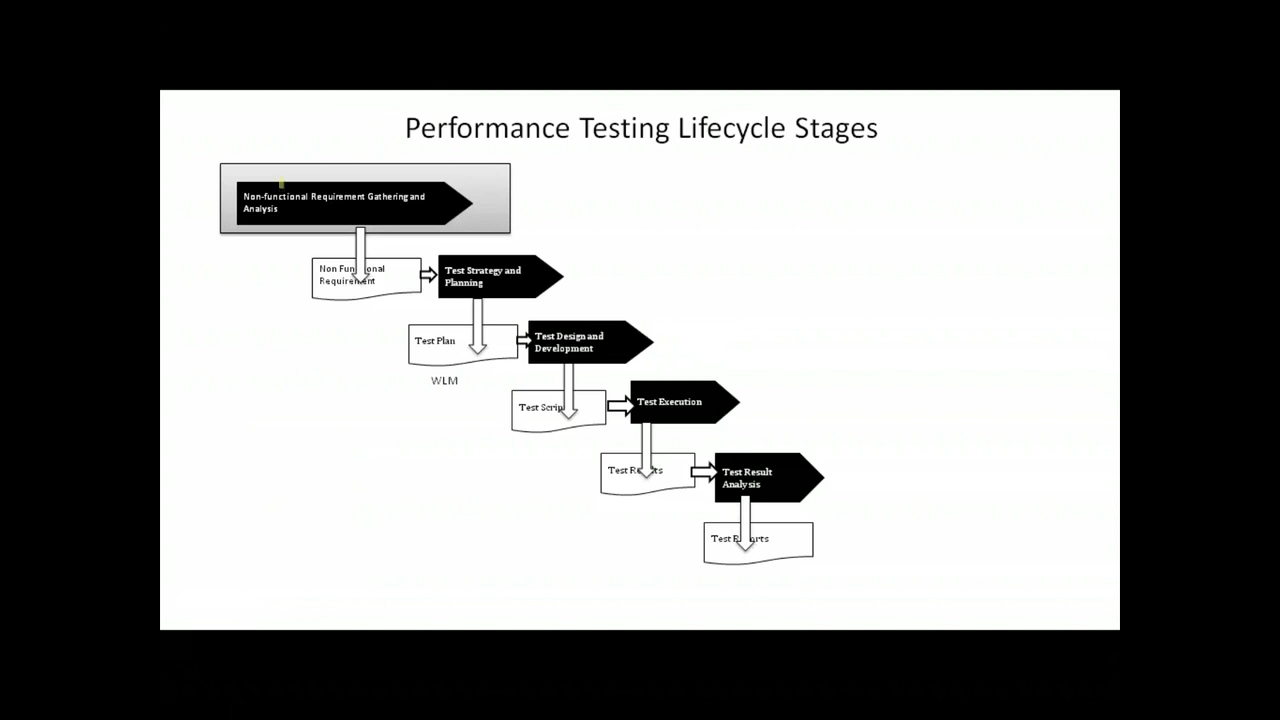 Performance Testing Lifecycle Stages
Non-functional Requirement Gathering and
Analysis
Non Functional
Requirement
Test Strategy and
Planning
Test Plan
Test Design and
Development
WLM
Test Script
Test Execution
Test Results
Test Result
Analysis
Test Reports